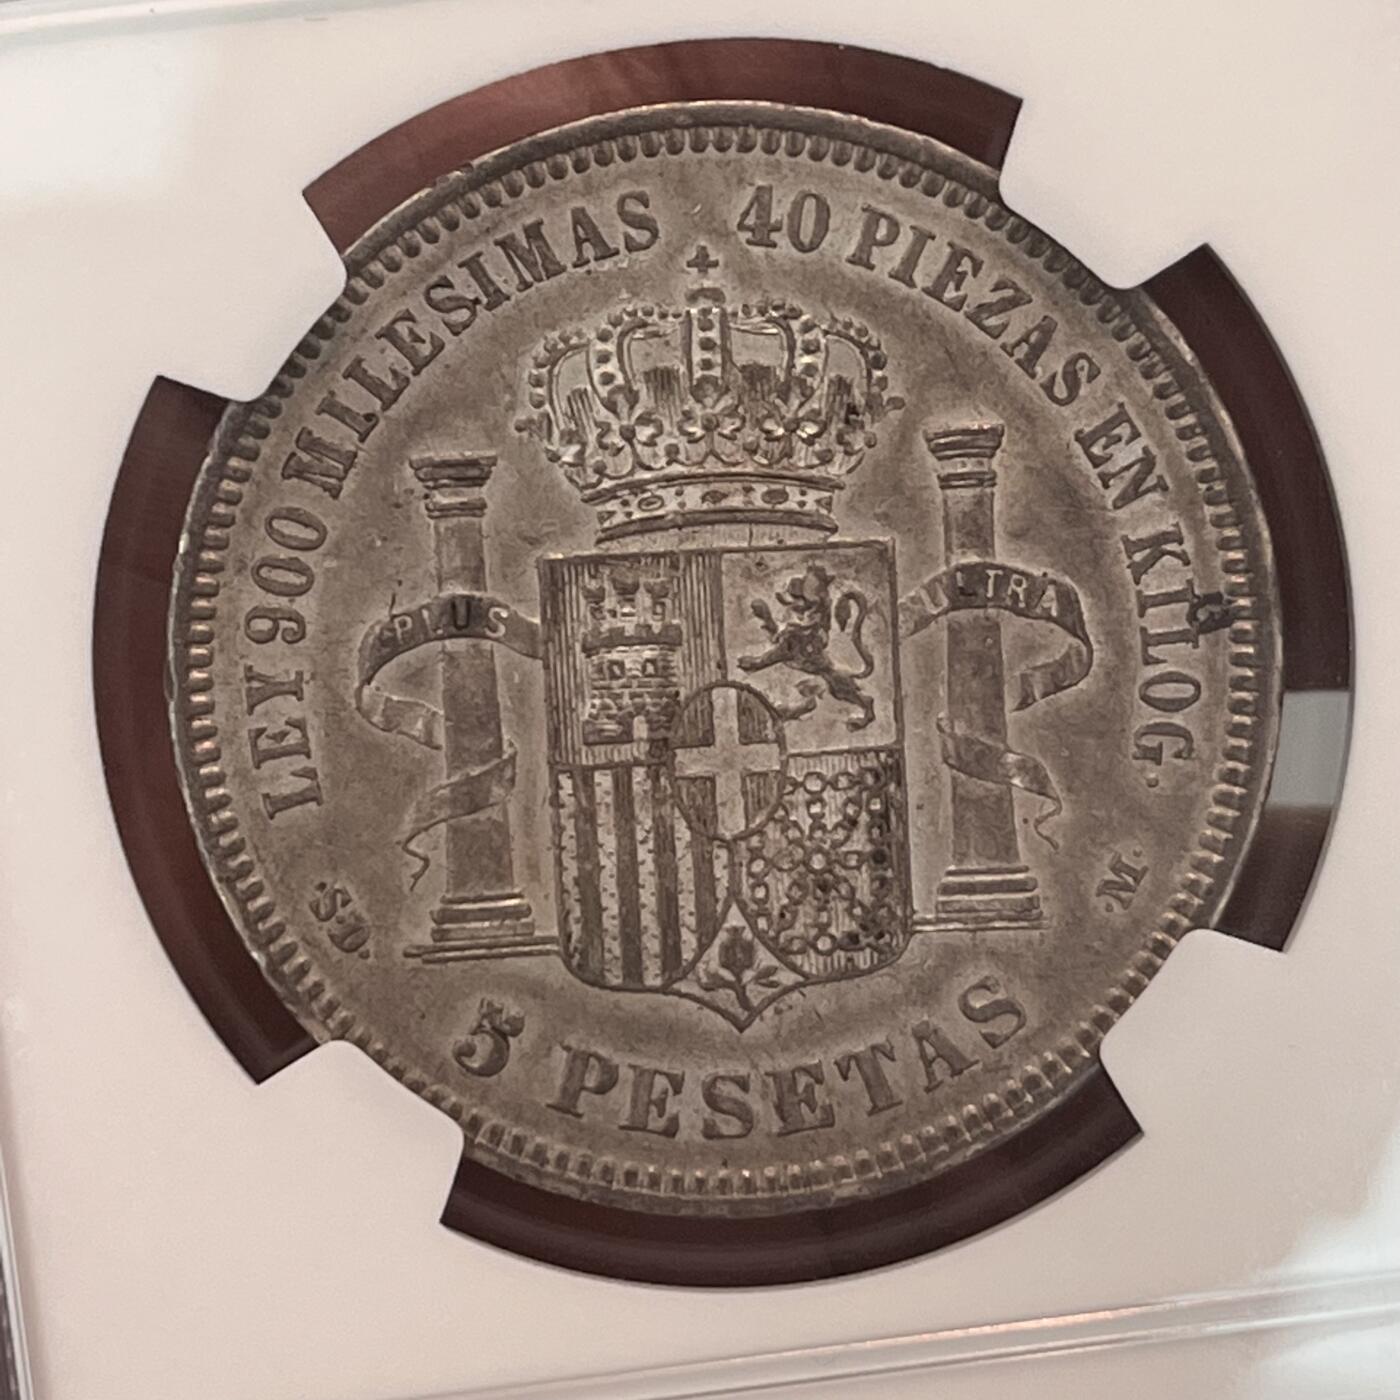 LEY 900 MILESIMAS 40 PIEZAS EN KILOG.
PLUS ULTRA
.S.D. .M.
5 PESETAS